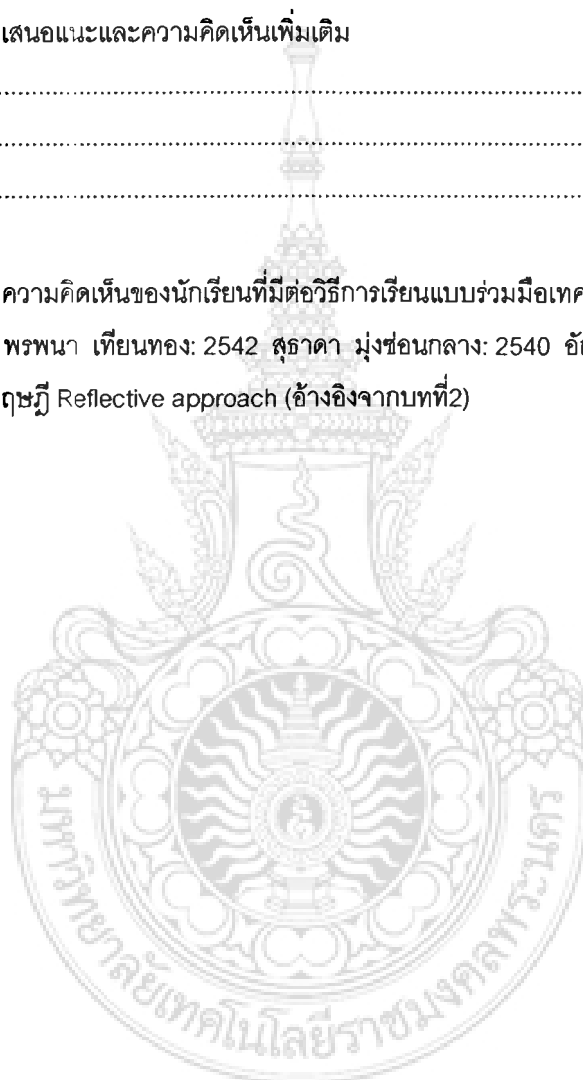 เสนอแนะและความคิดเห็นเพิ่มเติม
ความคิดเห็นของนักเรียนที่มีต่อวิธีการเรียนแบบร่วมมือเทค
พรพนา เทียนทอง: 2542 สุธาดา มุ่งซ่อนกลาง: 2540
ฤษฎี Reflective approach (อ้างอิงจากบทที่2)
มหาวิทยาลัยเทคโนโลยีราชมงคลพระนคร